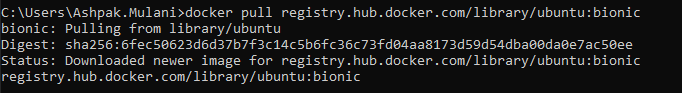 C:\Users\Ashpak.Mulani>docker pull registry.hub.docker.com/library/ubuntu:bionic
bionic: Pulling from library/ubuntu
Digest: sha256:6fec50623d6d37b7f3c14c5b6fc36c73fd04aa8173d59d54dba00da0e7ac50ee
Status: Downloaded newer image for registry.hub.docker.com/library/ubuntu:bionic
registry.hub.docker.com/library/ubuntu:bionic